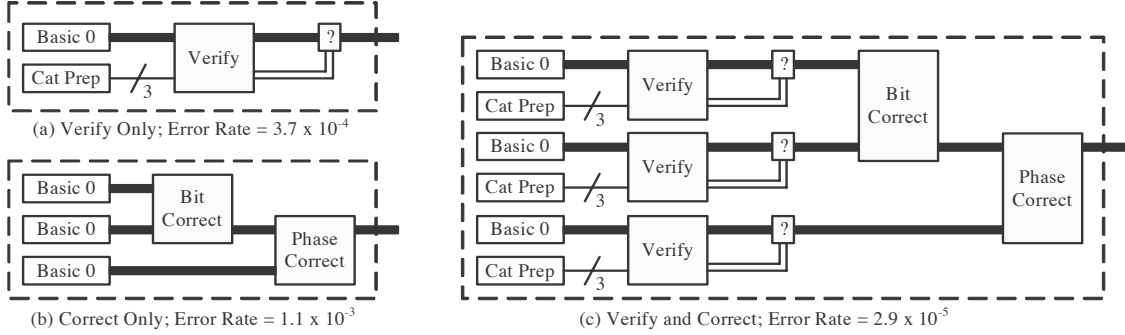 Basic 0
Cat Prep
3
Verify
?
(a) Verify Only; Error Rate = 3.7 x 10-4
Basic 0
Basic 0
Basic 0
Bit
Correct
Phase
Correct
(b) Correct Only; Error Rate = 1.1 x 10-3
Basic 0
Cat Prep
3
Verify
?
Basic 0
Cat Prep
3
Verify
?
Basic 0
Cat Prep
3
Verify
?
Bit
Correct
Phase
Correct
(c) Verify and Correct; Error Rate = 2.9 x 10-5